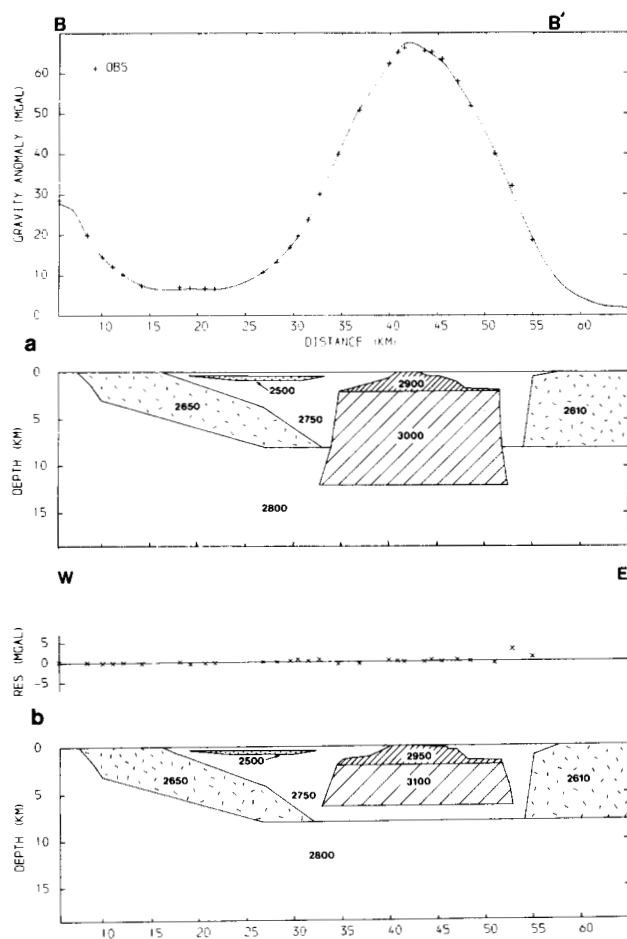 B B'
60
+ OBS
50
40
30
20
10
0
GRAVITY ANOMALY (MGAL)
10 15 20 25 30 35 40 45 50 55 60
DISTANCE (KM)
a
0
5
10
15
DEPTH (KM)
2650
2500
2750
2900
3000
2610
2800
W E
5
0
-5
RES (MGAL)
b
0
5
10
15
DEPTH (KM)
2650
2500
2750
2950
3100
2610
2800
10 15 20 25 30 35 40 45 50 55 60